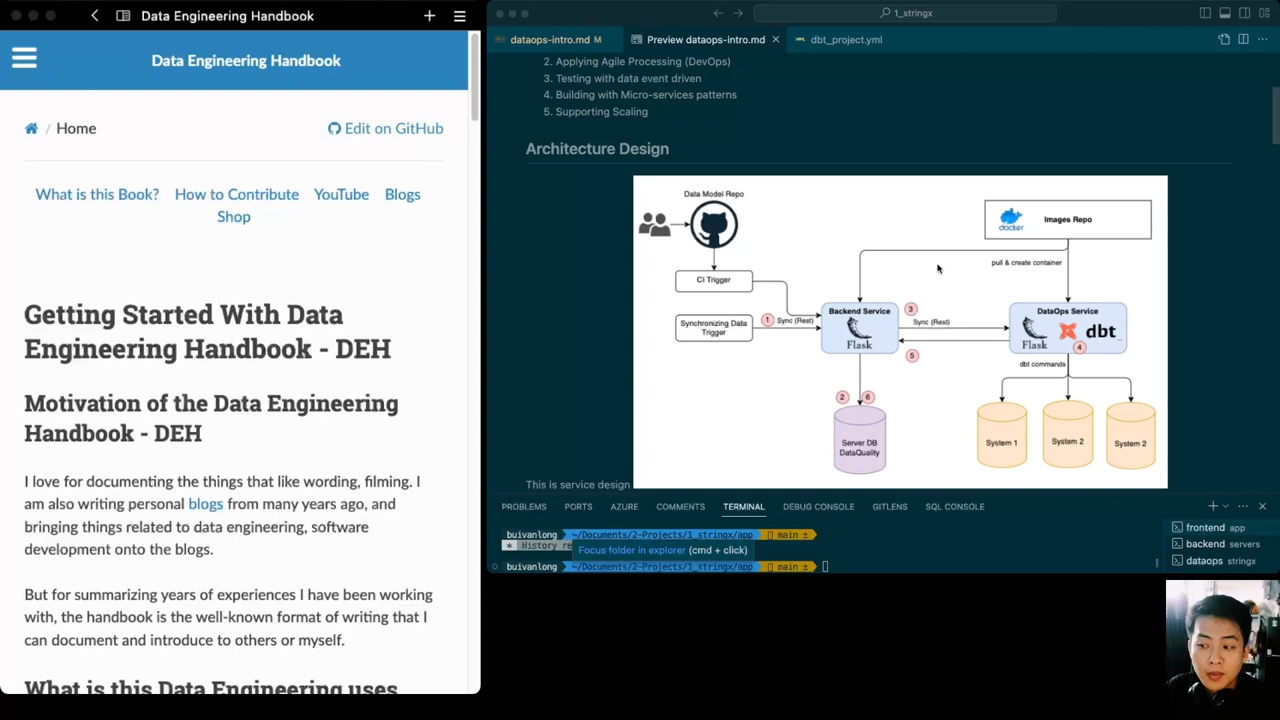 Data Engineering Handbook
Data Engineering Handbook
Home
Edit on GitHub
What is this Book?
How to Contribute
YouTube
Blogs
Shop
Getting Started With Data
Engineering Handbook - DEH
Motivation of the Data Engineering
Handbook - DEH
I love for documenting the things that like wording, filming. I
am also writing personal blogs from many years ago, and
bringing things related to data engineering, software
development onto the blogs.
But for summarizing years of experiences I have been working
with, the handbook is the well-known format of writing that I
can document and introduce to others or myself.
What is this Data Engineering uses
1_stringx
dataops-intro.md M
Preview dataops-intro.md
dbt_project.yml
2. Applying Agile Processing (DevOps)
3. Testing with data event driven
4. Building with Micro-services patterns
5. Supporting Scaling
Architecture Design
Data Model Repo
docker
Images Repo
pull & create container
CI Trigger
Synchronizing Data
Trigger
1
Sync (Rest)
Backend Service
Flask
3
Sync (Rest)
5
DataOps Service
Flask
dbt
4
dbt commands
2
6
Server DB
DataQuality
System 1
System 2
System 2
This is service design
PROBLEMS
PORTS
AZURE
COMMENTS
TERMINAL
DEBUG CONSOLE
GITLENS
SQL CONSOLE
buivanlong ~/Documents/2-Projects/1_stringx/app main ±
* History re
Focus folder in explorer (cmd + click)
buivanlong ~/Documents/2-Projects/1_stringx/app main ±
frontend app
backend servers
dataops stringx